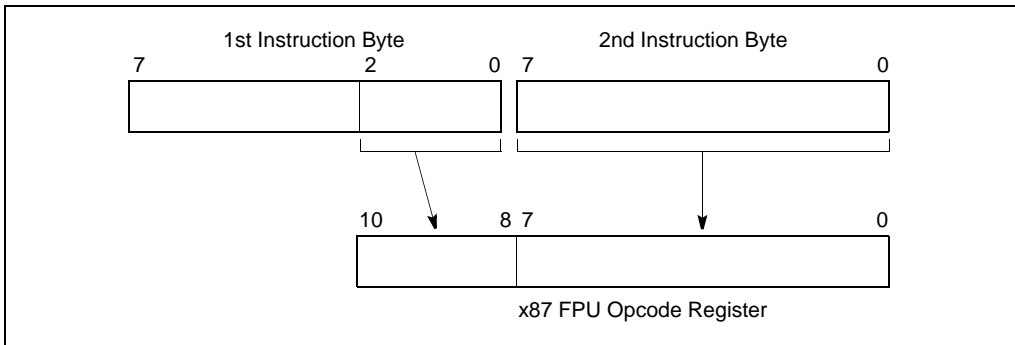 1st Instruction Byte 2nd Instruction Byte
7 2 0 7 0
10 8 7 0
x87 FPU Opcode Register